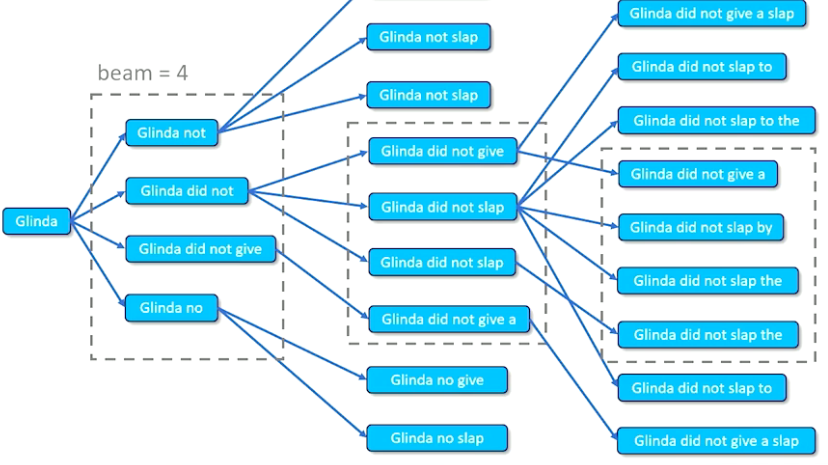 beam = 4
Glinda
Glinda not
Glinda did not
Glinda did not give
Glinda no
Glinda not slap
Glinda not slap
Glinda did not give
Glinda did not slap
Glinda did not slap
Glinda did not give a
Glinda no give
Glinda no slap
Glinda did not give a slap
Glinda did not slap to
Glinda did not slap to the
Glinda did not give a
Glinda did not slap by
Glinda did not slap the
Glinda did not slap the
Glinda did not slap to
Glinda did not give a slap